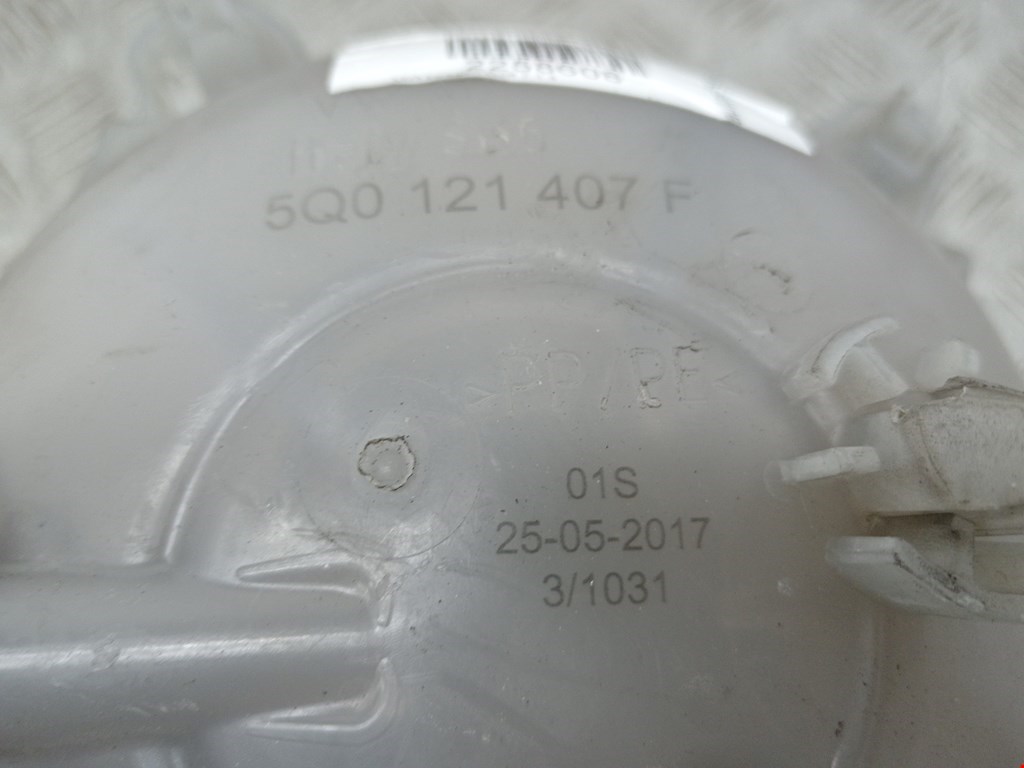 5Q0 121 407 F
>PP/PE<
01S
25-05-2017
3/1031